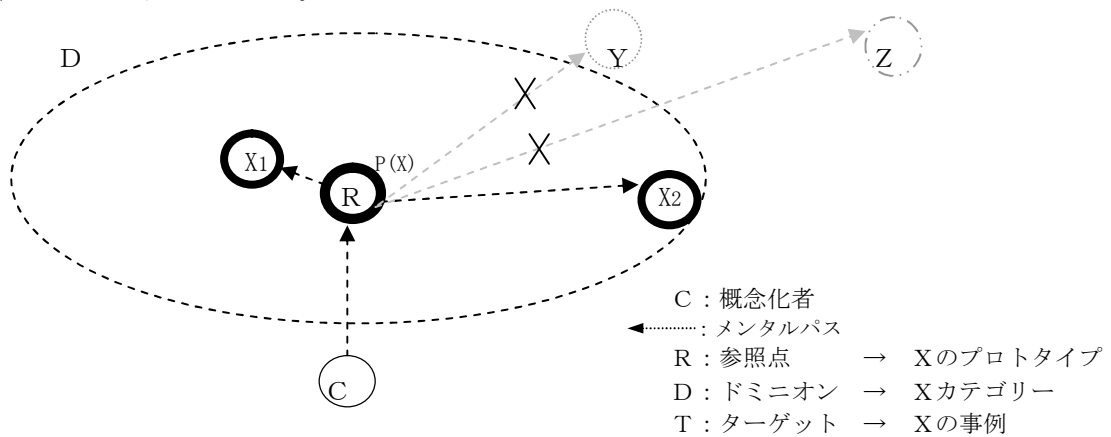 D
Y
Z
X1
P(X)
R
X2
C
C：概念化者
：メンタルパス
R：参照点 → Xのプロトタイプ
D：ドミニオン → Xカテゴリー
T：ターゲット → Xの事例